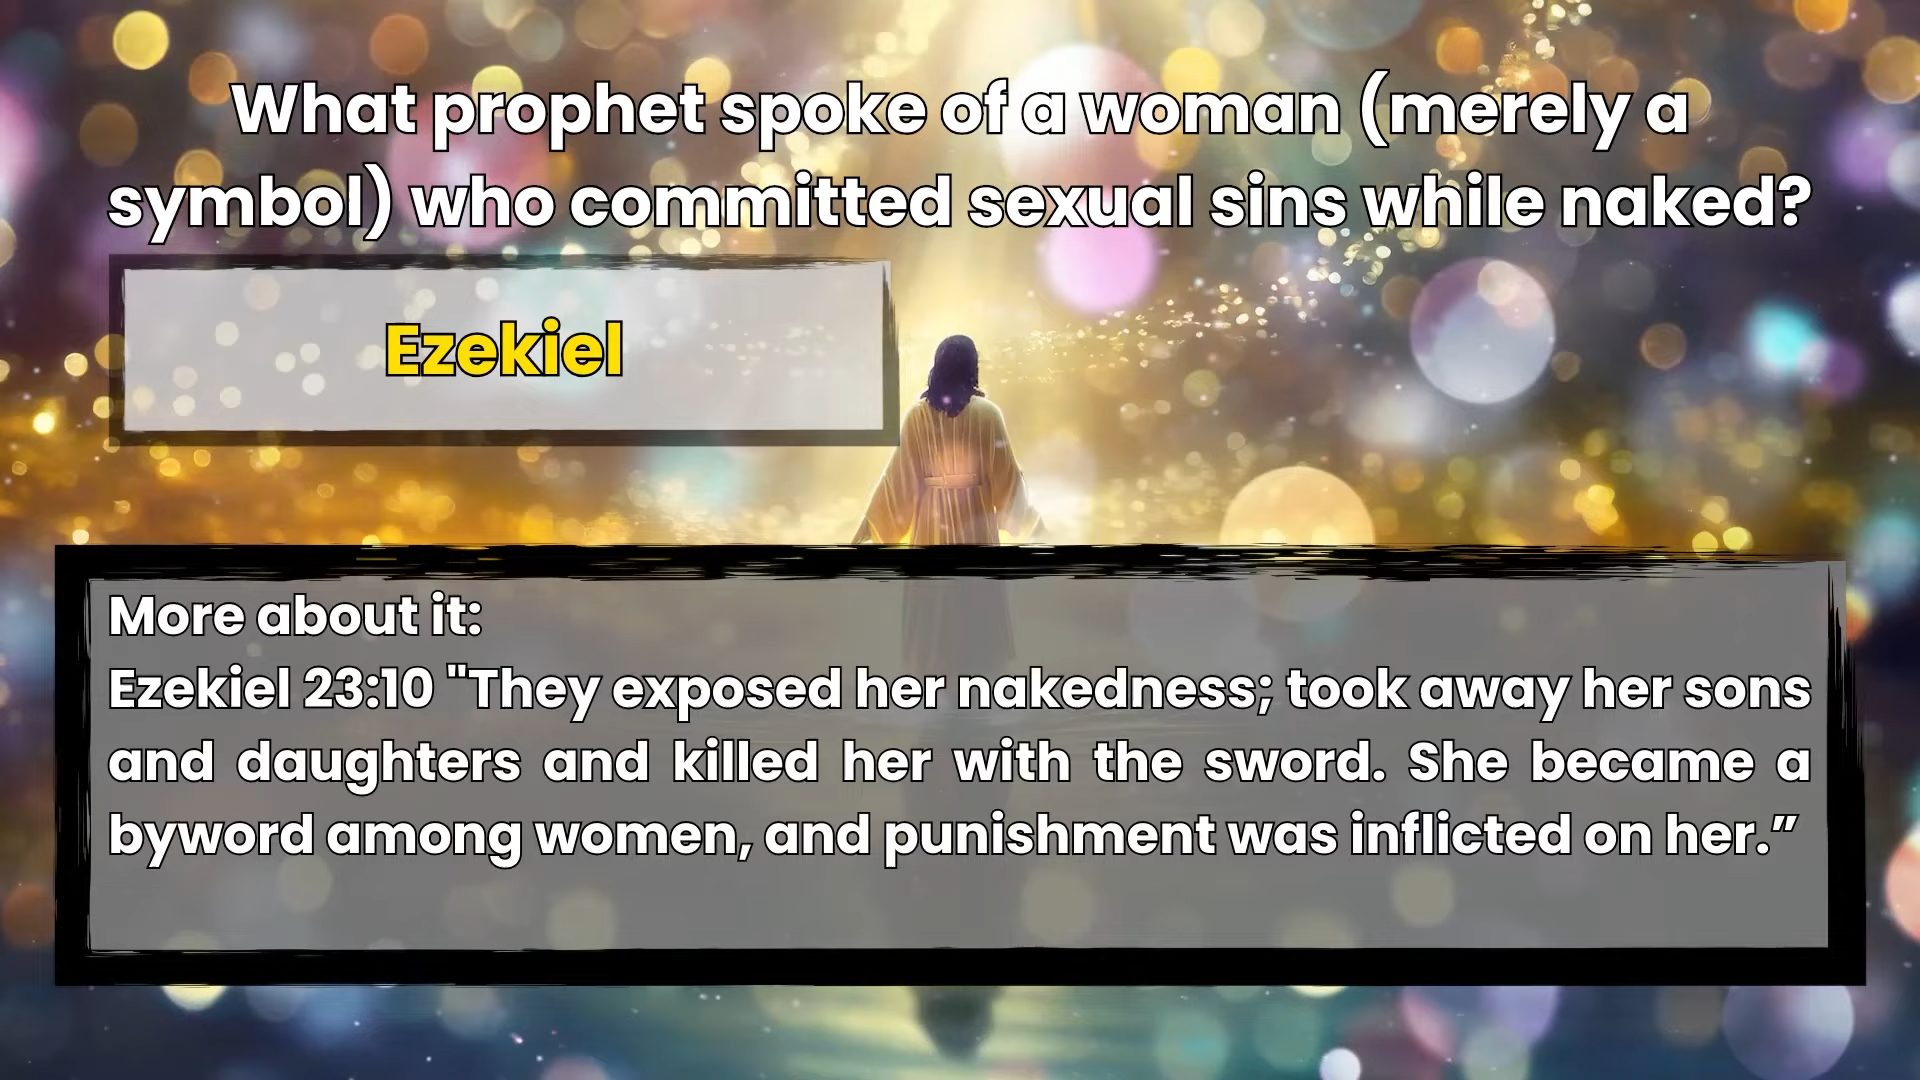 What prophet spoke of a woman (merely a
symbol) who committed sexual sins while naked?
Ezekiel
More about it:
Ezekiel 23:10 "They exposed her nakedness; took away her sons
and daughters and killed her with the sword. She became a
byword among women, and punishment was inflicted on her.”